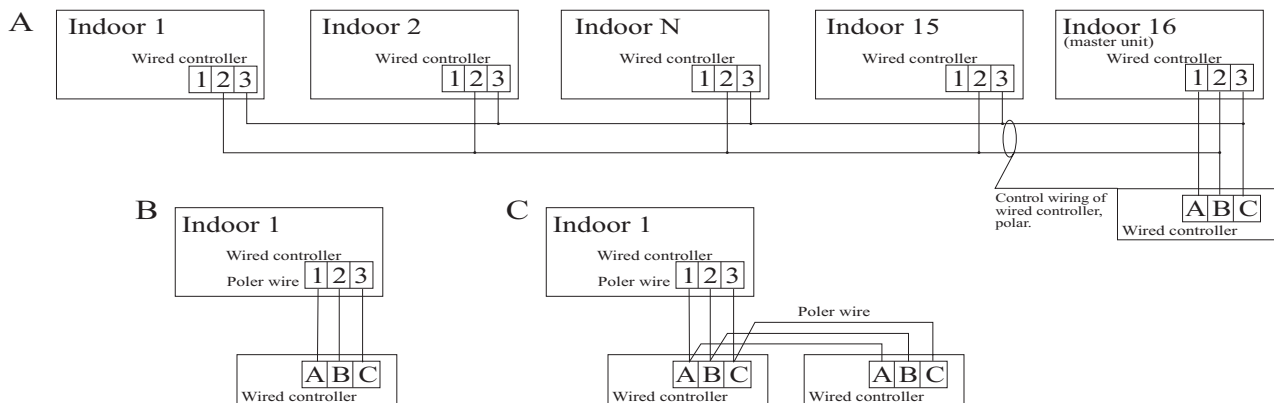 A
Indoor 1
Wired controller
1 2 3
Indoor 2
Wired controller
1 2 3
Indoor N
Wired controller
1 2 3
Indoor 15
Wired controller
1 2 3
Indoor 16
(master unit)
Wired controller
1 2 3
Control wiring of
wired controller,
polar.
A B C
Wired controller
B
Indoor 1
Wired controller
Poler wire 1 2 3
A B C
Wired controller
C
Indoor 1
Wired controller
Poler wire 1 2 3
Poler wire
A B C
Wired controller
A B C
Wired controller